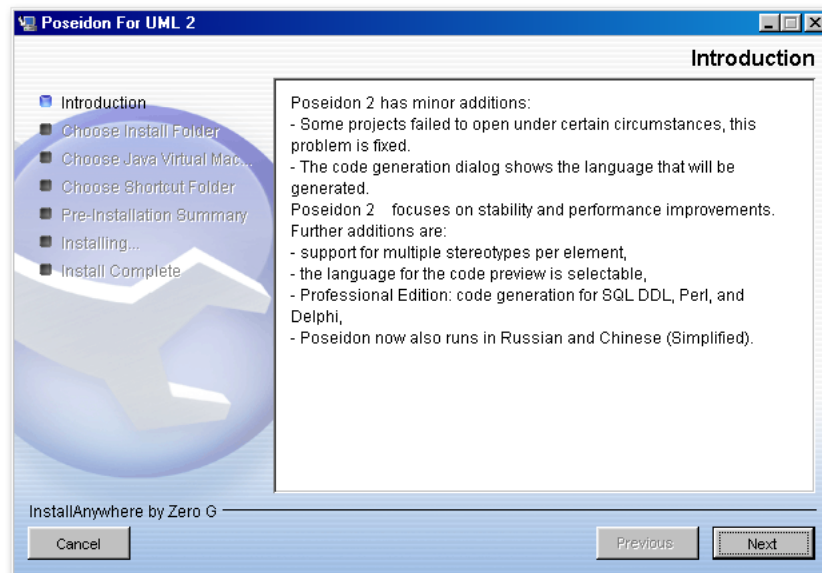 Poseidon For UML 2
Introduction
Introduction
Choose Install Folder
Choose Java Virtual Mac...
Choose Shortcut Folder
Pre-Installation Summary
Installing...
Install Complete
Poseidon 2 has minor additions:
- Some projects failed to open under certain circumstances, this
problem is fixed.
- The code generation dialog shows the language that will be
generated.
Poseidon 2 focuses on stability and performance improvements.
Further additions are:
- support for multiple stereotypes per element,
- the language for the code preview is selectable,
- Professional Edition: code generation for SQL DDL, Perl, and
Delphi,
- Poseidon now also runs in Russian and Chinese (Simplified).
InstallAnywhere by Zero G
Cancel
Previous
Next